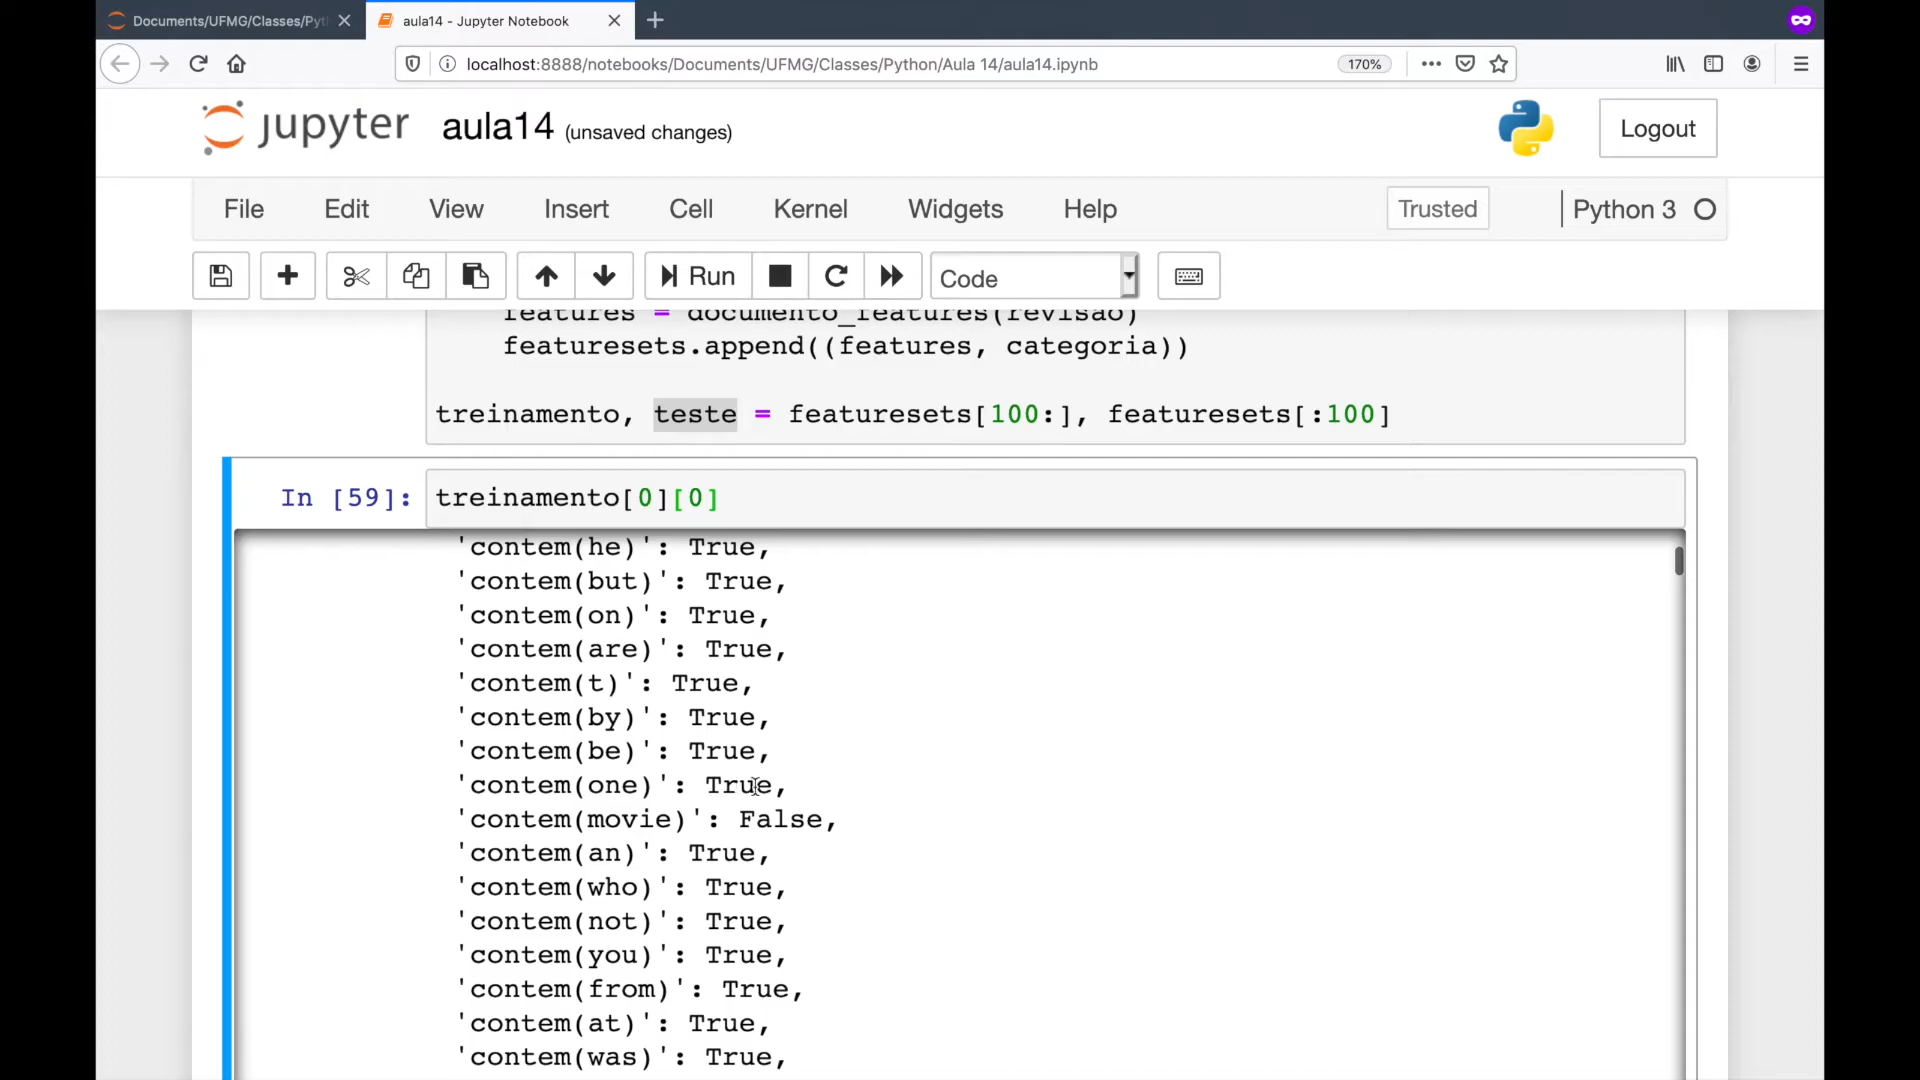 Documents/UFMG/Classes/Pyt
aula14 - Jupyter Notebook
localhost:8888/notebooks/Documents/UFMG/Classes/Python/Aula 14/aula14.ipynb
170%
jupyter
aula14 (unsaved changes)
Logout
File Edit View Insert Cell Kernel Widgets Help
Trusted
Python 3
Run
Code
features = documento_features(revisao)
featuresets.append((features, categoria))
treinamento, teste = featuresets[100:], featuresets[:100]
In [59]: treinamento[0][0]
'contem(he)': True,
'contem(but)': True,
'contem(on)': True,
'contem(are)': True,
'contem(t)': True,
'contem(by)': True,
'contem(be)': True,
'contem(one)': True,
'contem(movie)': False,
'contem(an)': True,
'contem(who)': True,
'contem(not)': True,
'contem(you)': True,
'contem(from)': True,
'contem(at)': True,
'contem(was)': True,